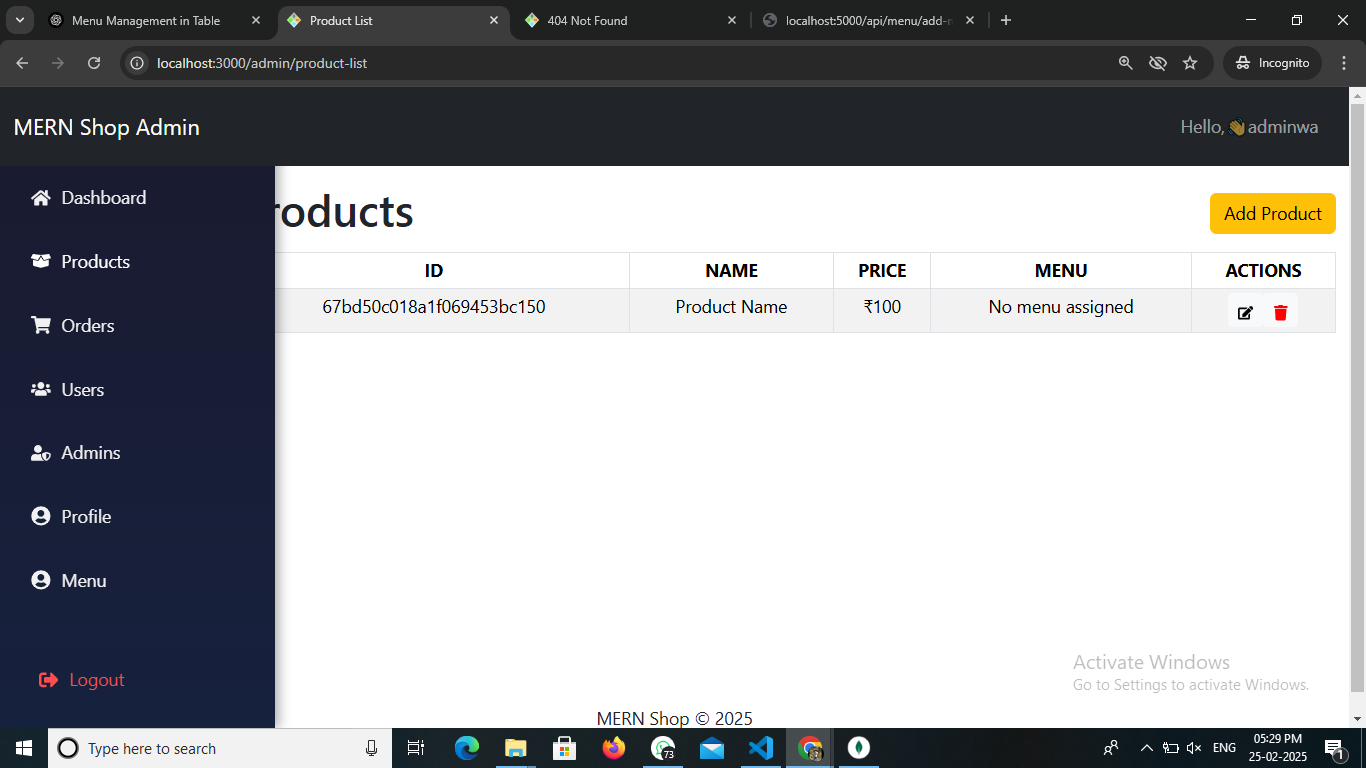 Menu Management in Table
Product List
404 Not Found
localhost:5000/api/menu/add-
localhost:3000/admin/product-list
Incognito
MERN Shop Admin
Hello,👋adminwa
Dashboard
Products
Orders
Users
Admins
Profile
Menu
Logout
roducts
Add Product
ID NAME PRICE MENU ACTIONS
67bd50c018a1f069453bc150 Product Name ₹100 No menu assigned
Activate Windows
Go to Settings to activate Windows.
MERN Shop © 2025
Type here to search
73
ENG
05:29 PM
25-02-2025
1